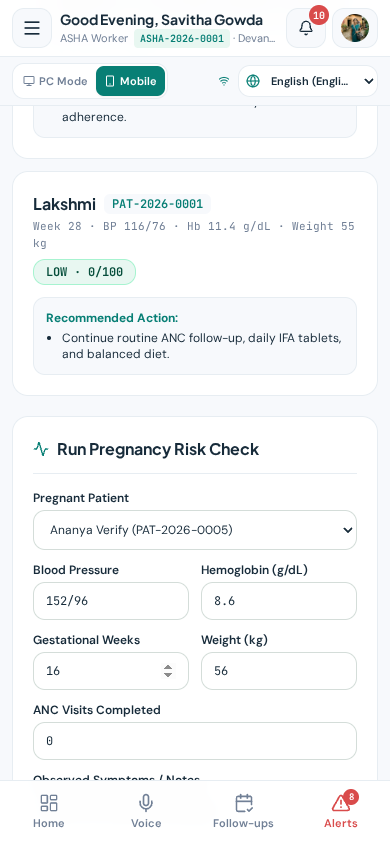 Good Evening, Savitha Gowda
ASHA Worker ASHA-2026-0001 · Devan...
10
PC Mode
Mobile
English (Engli...
adherence.
Lakshmi PAT-2026-0001
Week 28 · BP 116/76 · Hb 11.4 g/dL · Weight 55
kg
LOW · 0/100
Recommended Action:
• Continue routine ANC follow-up, daily IFA tablets,
and balanced diet.
Run Pregnancy Risk Check
Pregnant Patient
Ananya Verify (PAT-2026-0005)
Blood Pressure
Hemoglobin (g/dL)
152/96
8.6
Gestational Weeks
Weight (kg)
16
56
ANC Visits Completed
0
Observed Symptoms / Notes
8
Home
Voice
Follow-ups
Alerts